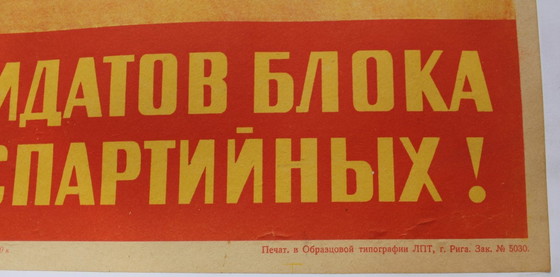 ИДАТОВ БЛОКА
СПАРТИЙНЫХ!
Печат. в Образцовой типографии ЛПТ, г. Рига. Зак. № 5030.